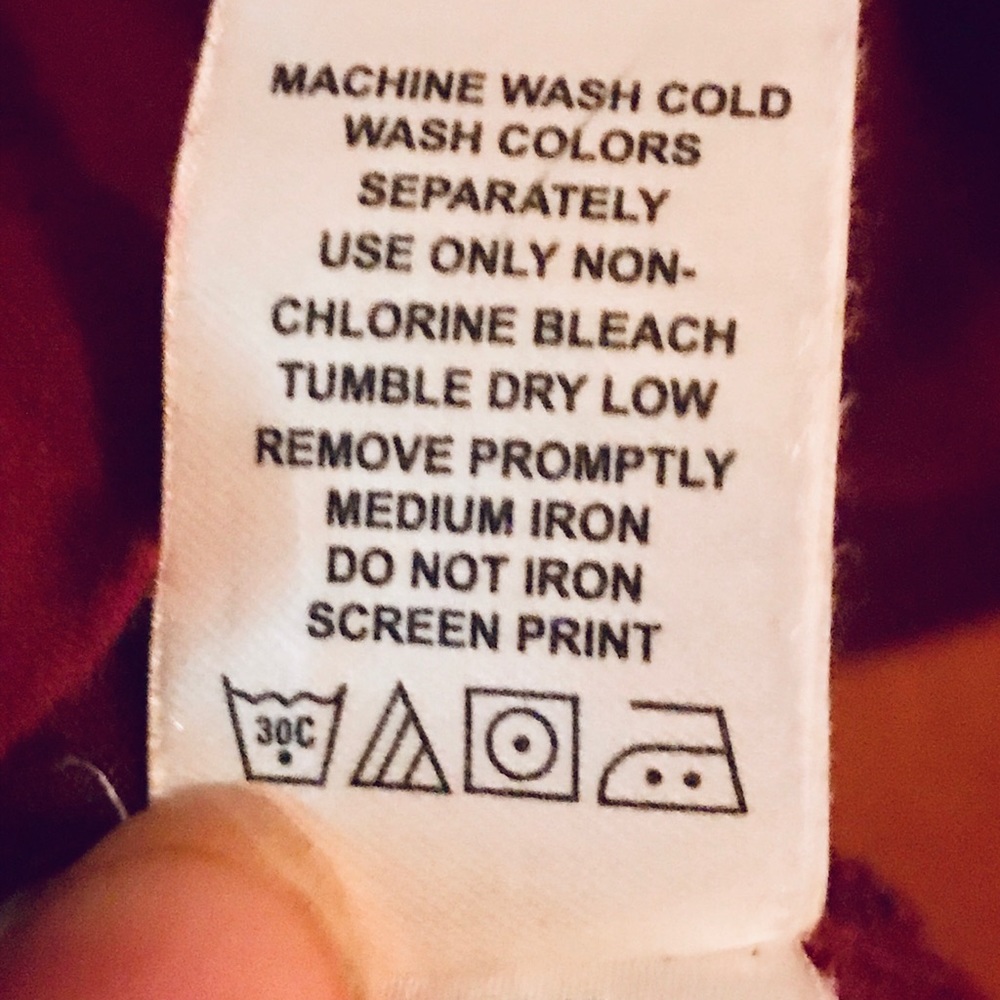 MACHINE WASH COLD
WASH COLORS
SEPARATELY
USE ONLY NON-
CHLORINE BLEACH
TUMBLE DRY LOW
REMOVE PROMPTLY
MEDIUM IRON
DO NOT IRON
SCREEN PRINT
30C